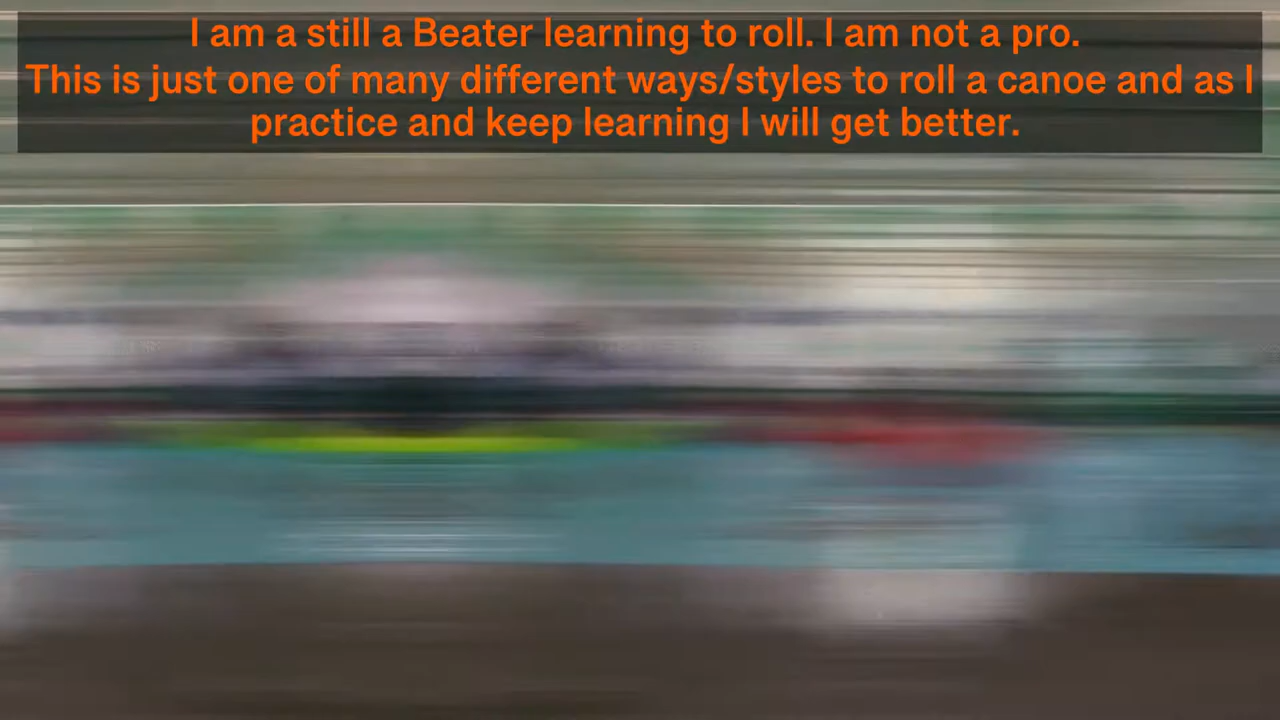 I am a still a Beater learning to roll. I am not a pro.
This is just one of many different ways/styles to roll a canoe and as I
practice and keep learning I will get better.